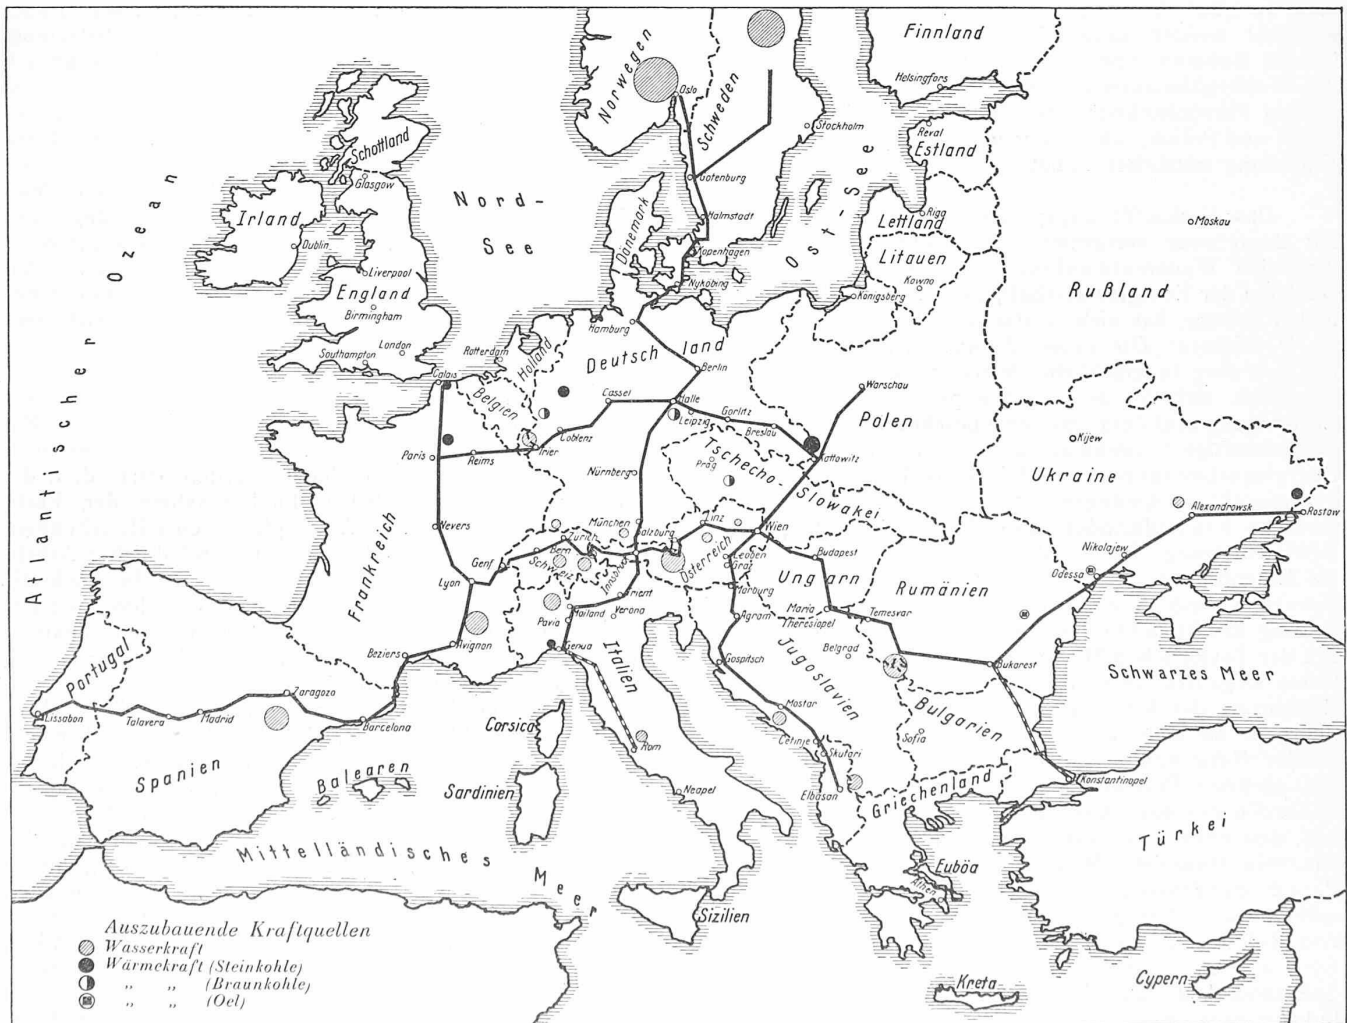 Finnland
Norwegen
Helsingfors
Oslo
Schweden
Stockholm
Reval
Estland
Schottland
Glasgow
Gotenburg
Atlantischer Ozean
Nord-
See
Irland
Dublin
Dänemark
Halmstadt
Kopenhagen
Nyköbing
Ost-See
Riga
Lettland
Litauen
Kowno
Königsberg
Moskau
Rußland
Liverpool
England
Birmingham
London
Southampton
Rotterdam
Holland
Hamburg
Deutschland
Berlin
Calais
Belgien
Cassel
Halle
Leipzig
Görlitz
Breslau
Warschau
Polen
Kattowitz
Koblenz
Trier
Paris
Reims
Nürnberg
Prag
Tschecho-Slowakei
Kijew
Ukraine
Alexandrowsk
Rostow
Nikolajew
Odessa
Nevers
Frankreich
München
Salzburg
Linz
Wien
Zürich
Bern
Schweiz
Genf
Innsbruck
Österreich
Leoben
Graz
Budapest
Ungarn
Rumänien
Lyon
Marburg
Trient
Verona
Mailand
Pavia
Agram
Maria
Theresiopel
Temesvar
Avignon
Beziers
Genua
Italien
Gospitsch
Belgrad
Jugoslavien
Bukarest
Schwarzes Meer
Portugal
Zaragoza
Lissabon
Talavera
Madrid
Barcelona
Corsica
Rom
Mostar
Cetinje
Skutari
Bulgarien
Sofia
Spanien
Balearen
Sardinien
Neapel
Elbasan
Griechenland
Konstantinopel
Türkei
Mittelländisches
Meer
Euböa
Athen
Sizilien
Kreta
Cypern
Auszubauende Kraftquellen
Wasserkraft
Wärmekraft (Steinkohle)
„ „ (Braunkohle)
„ „ (Oel)